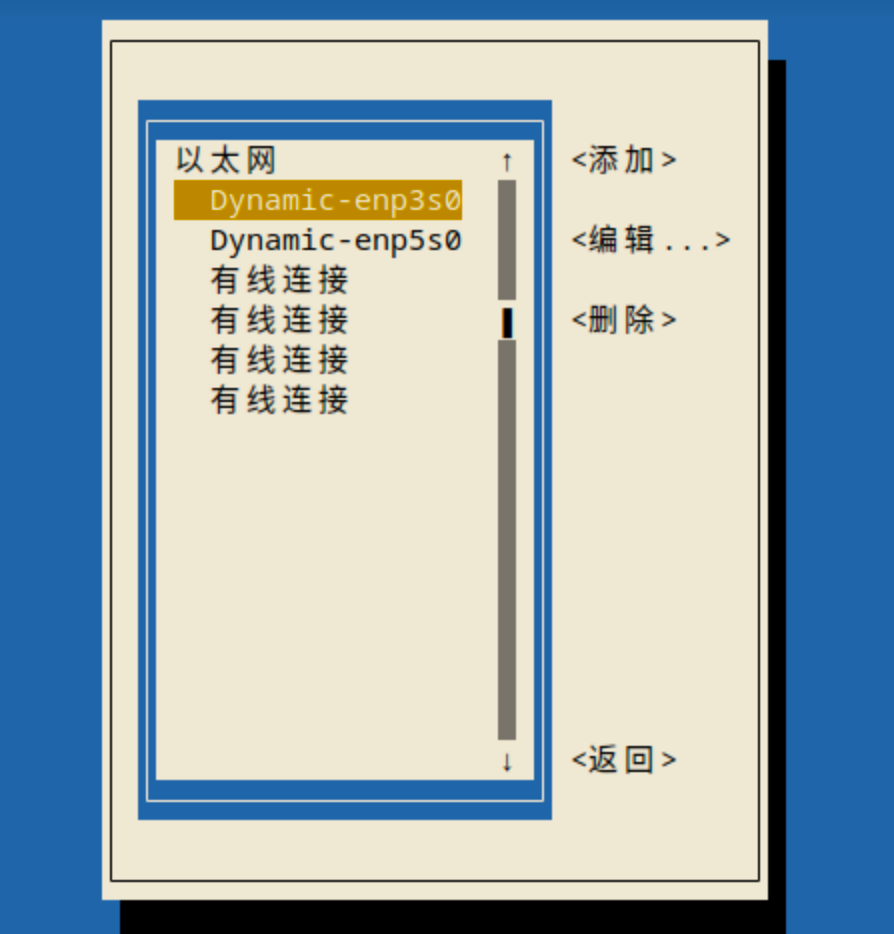 以太网
Dynamic-enp3s0
Dynamic-enp5s0
有线连接
有线连接
有线连接
有线连接
↑
↓
<添加>
<编辑...>
<删除>
<返回>